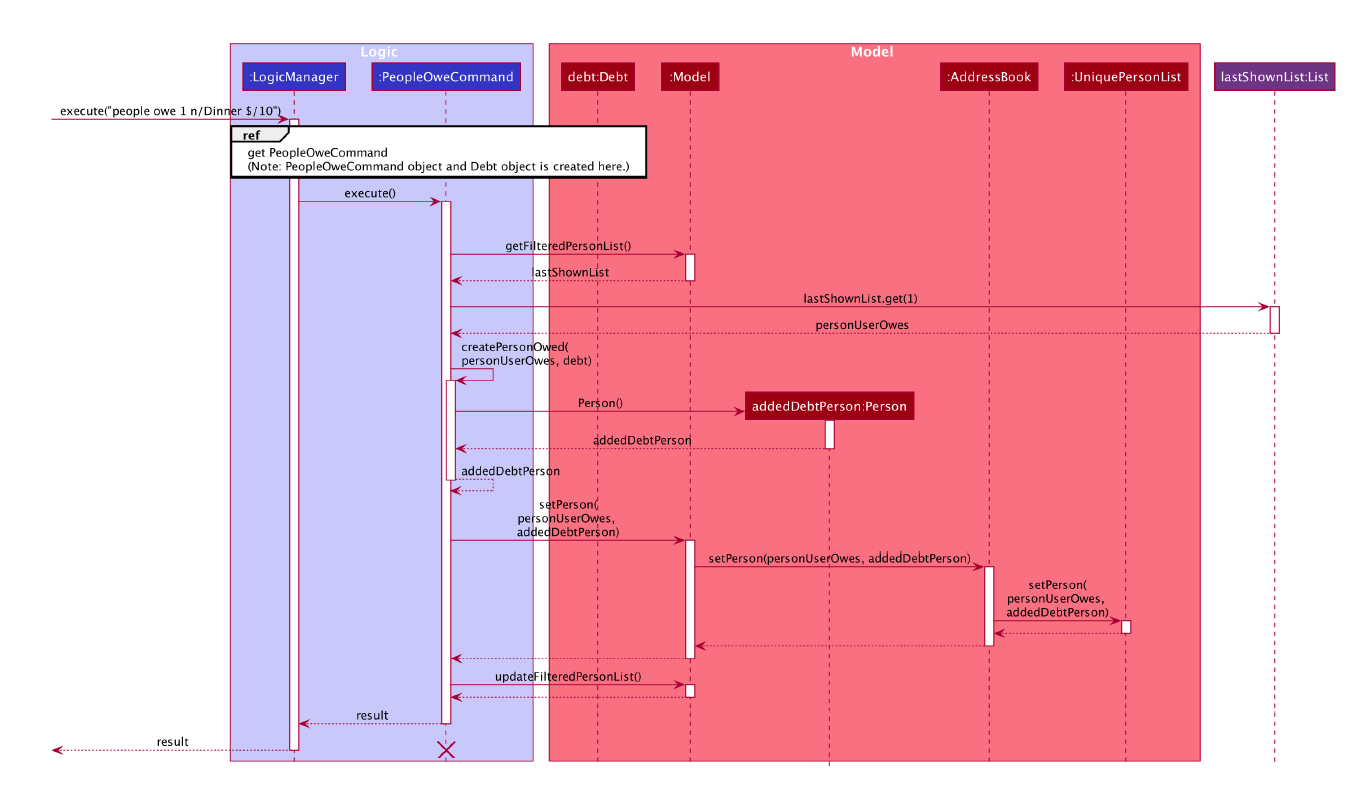 Logic
Model
:LogicManager
:PeopleOweCommand
debt:Debt
:Model
:AddressBook
:UniquePersonList
lastShownList:List
execute("people owe 1 n/Dinner $/10")
ref
get PeopleOweCommand
(Note: PeopleOweCommand object and Debt object is created here.)
execute()
getFilteredPersonList()
lastShownList
lastShownList.get(1)
personUserOwes
createPersonOwed(
personUserOwes, debt)
Person()
addedDebtPerson:Person
addedDebtPerson
addedDebtPerson
setPerson(
personUserOwes,
addedDebtPerson)
setPerson(personUserOwes, addedDebtPerson)
setPerson(
personUserOwes,
addedDebtPerson)
updateFilteredPersonList()
result
result